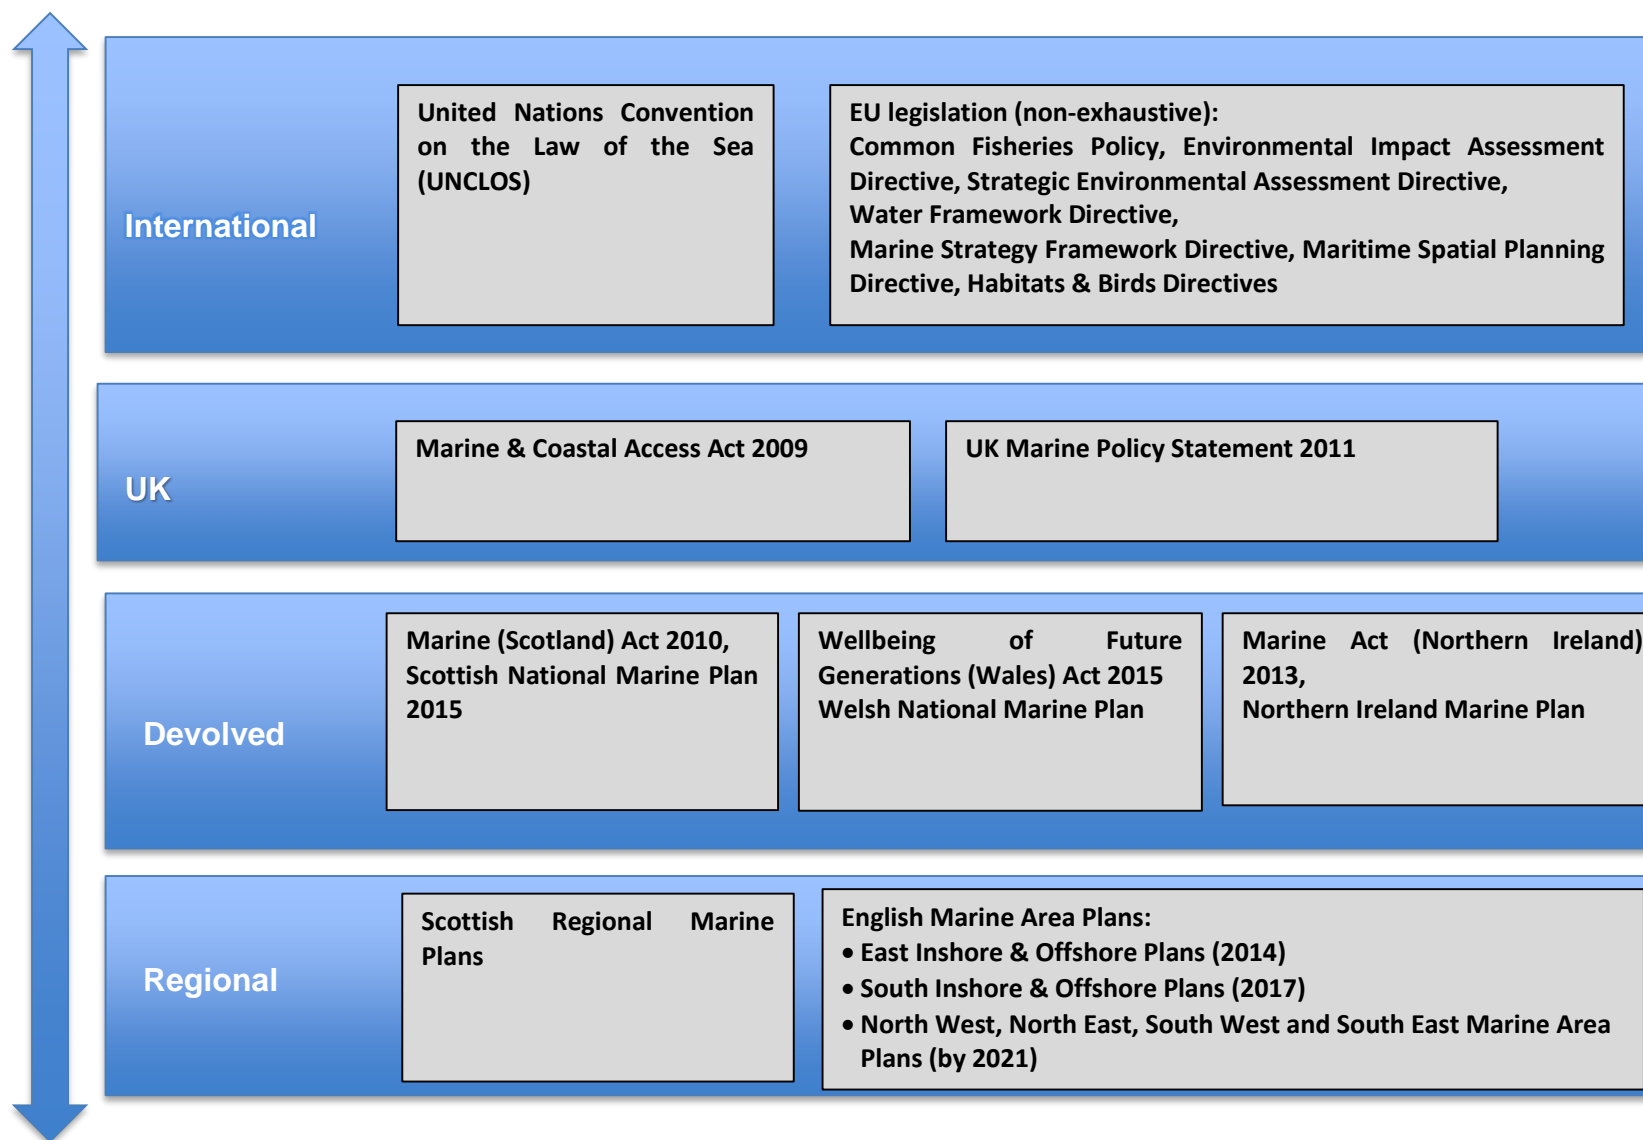 International
United Nations Convention
on the Law of the Sea
(UNCLOS)
EU legislation (non-exhaustive):
Common Fisheries Policy, Environmental Impact Assessment
Directive, Strategic Environmental Assessment Directive,
Water Framework Directive,
Marine Strategy Framework Directive, Maritime Spatial Planning
Directive, Habitats & Birds Directives
UK
Marine & Coastal Access Act 2009
UK Marine Policy Statement 2011
Devolved
Marine (Scotland) Act 2010,
Scottish National Marine Plan
2015
Wellbeing of Future
Generations (Wales) Act 2015
Welsh National Marine Plan
Marine Act (Northern Ireland)
2013,
Northern Ireland Marine Plan
Regional
Scottish Regional Marine
Plans
English Marine Area Plans:
• East Inshore & Offshore Plans (2014)
• South Inshore & Offshore Plans (2017)
• North West, North East, South West and South East Marine Area
Plans (by 2021)